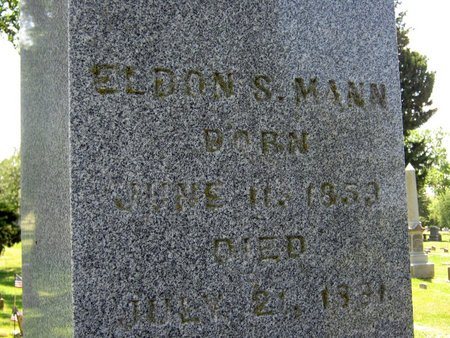 ELDON S. MANN
BORN
JUNE 11, 1853
DIED
JULY 21, 1931.